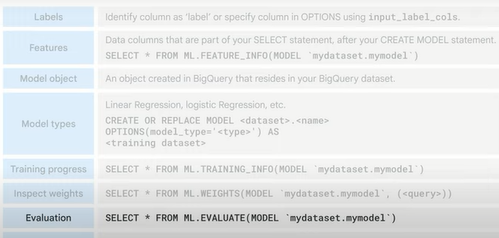 Labels
Identify column as 'label' or specify column in OPTIONS using input_label_cols.
Features
Data columns that are part of your SELECT statement, after your CREATE MODEL statement.
SELECT * FROM ML.FEATURE_INFO(MODEL `mydataset.mymodel`)
Model object
An object created in BigQuery that resides in your BigQuery dataset.
Model types
Linear Regression, logistic Regression, etc.
CREATE OR REPLACE MODEL <dataset>.<name>
OPTIONS(model_type='<type>') AS
<training dataset>
Training progress
SELECT * FROM ML.TRAINING_INFO(MODEL `mydataset.mymodel`)
Inspect weights
SELECT * FROM ML.WEIGHTS(MODEL `mydataset.mymodel`, (<query>))
Evaluation
SELECT * FROM ML.EVALUATE(MODEL `mydataset.mymodel`)